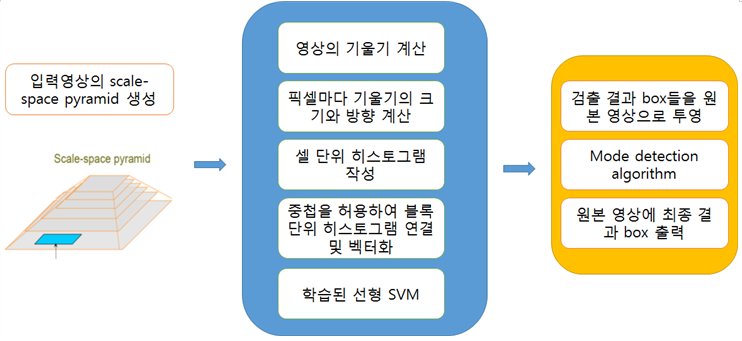 입력영상의 scale-
space pyramid 생성
Scale-space pyramid
영상의 기울기 계산
픽셀마다 기울기의 크
기와 방향 계산
셀 단위 히스토그램
작성
중첩을 허용하여 블록
단위 히스토그램 연결
및 벡터화
학습된 선형 SVM
검출 결과 box들을 원
본 영상으로 투영
Mode detection
algorithm
원본 영상에 최종 결
과 box 출력